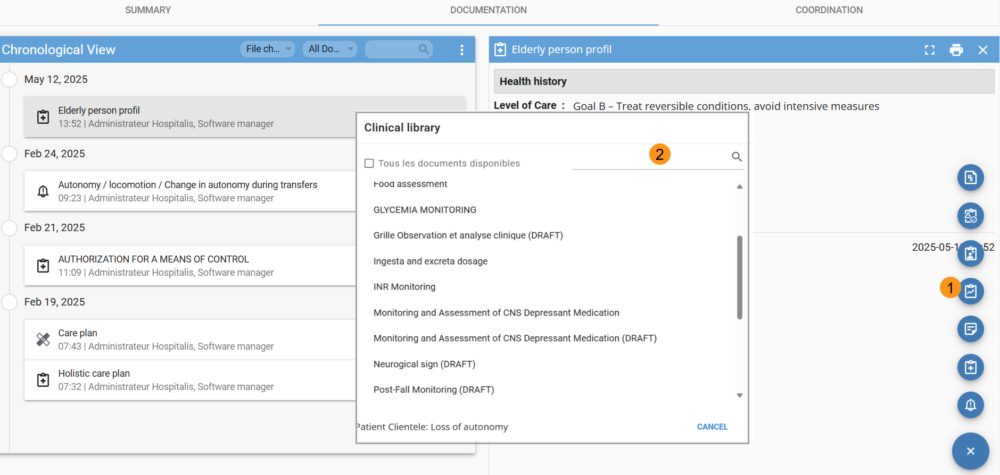 SUMMARY
DOCUMENTATION
COORDINATION
Chronological View
File ch...
All Do...
May 12, 2025
Elderly person profil
13:52 | Administrateur Hospitalis, Software manager
Feb 24, 2025
Autonomy / locomotion / Change in autonomy during transfers
09:23 | Administrateur Hospitalis, Software manager
Feb 21, 2025
AUTHORIZATION FOR A MEANS OF CONTROL
11:09 | Administrateur Hospitalis, Software manager
Feb 19, 2025
Care plan
07:43 | Administrateur Hospitalis, Software manager
Holistic care plan
07:32 | Administrateur Hospitalis, Software manager
Elderly person profil
Health history
Level of Care : Goal B – Treat reversible conditions, avoid intensive measures
Clinical library
2
Tous les documents disponibles
Food assessment
GLYCEMIA MONITORING
Grille Observation et analyse clinique (DRAFT)
Ingesta and excreta dosage
INR Monitoring
Monitoring and Assessment of CNS Depressant Medication
Monitoring and Assessment of CNS Depressant Medication (DRAFT)
Neurogical sign (DRAFT)
Post-Fall Monitoring (DRAFT)
Patient Clientele: Loss of autonomy
CANCEL
2025-05-1 :52
1